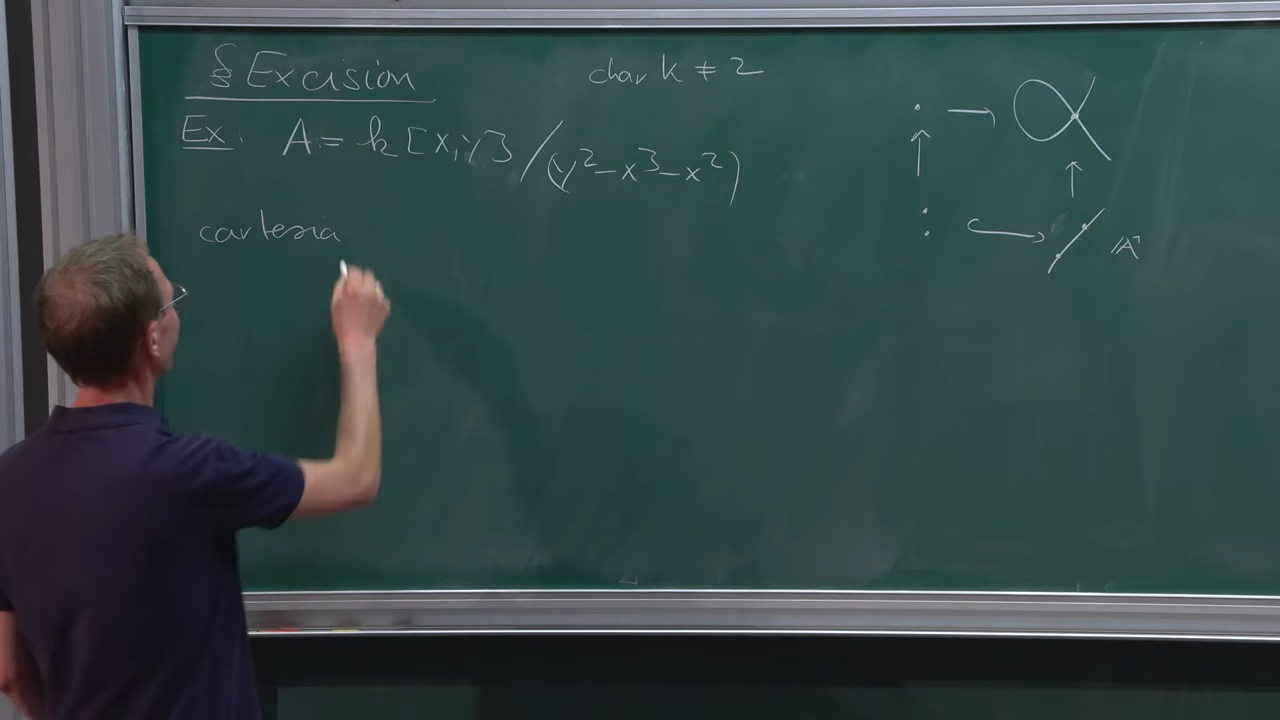 § Excision
char k ≠ 2
Ex: A = k[x,y]/(y²-x³-x²)
cartesia
A¹